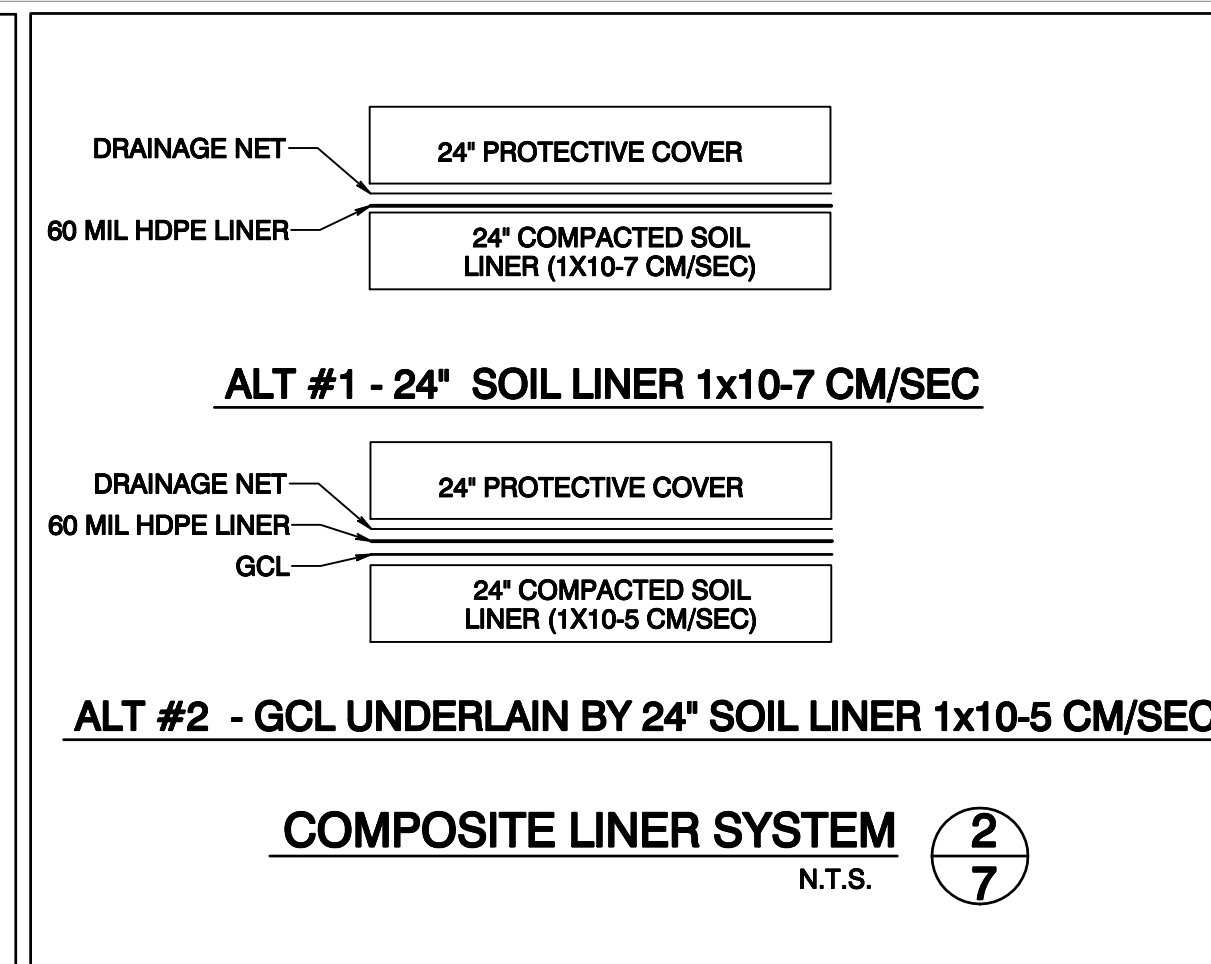 DRAINAGE NET
24" PROTECTIVE COVER
60 MIL HDPE LINER
24" COMPACTED SOIL
LINER (1X10-7 CM/SEC)
ALT #1 - 24" SOIL LINER 1x10-7 CM/SEC
DRAINAGE NET
24" PROTECTIVE COVER
60 MIL HDPE LINER
GCL
24" COMPACTED SOIL
LINER (1X10-5 CM/SEC)
ALT #2 - GCL UNDERLAIN BY 24" SOIL LINER 1x10-5 CM/SEC
COMPOSITE LINER SYSTEM
N.T.S.
2
7